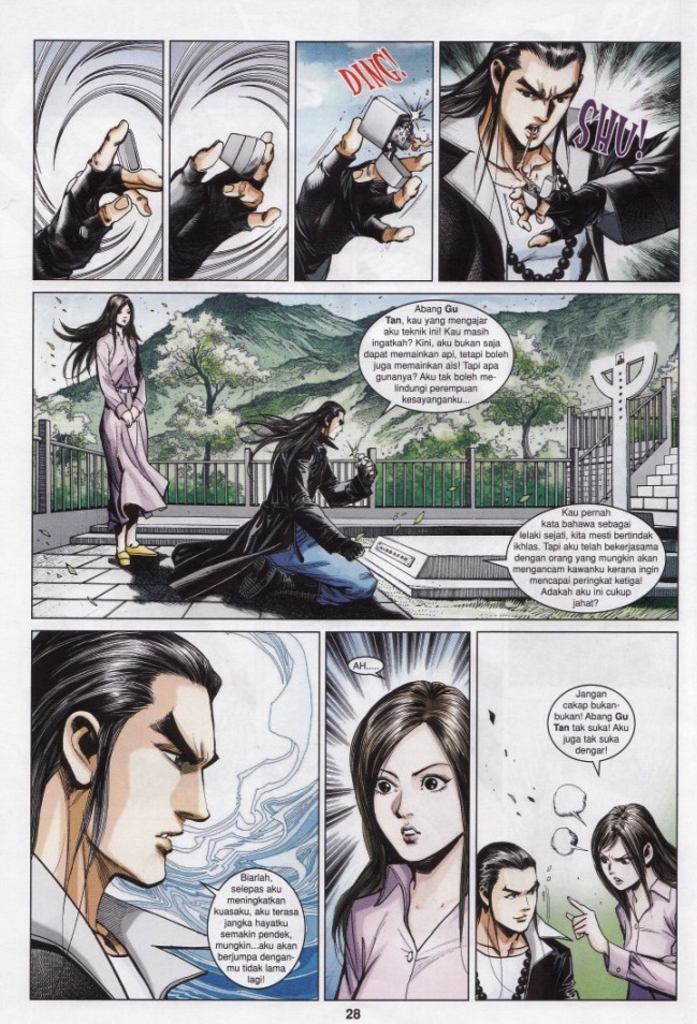 DING!
SHU!
Abang Gu
Tan, kau yang mengajar
aku teknik ini! Kau masih
ingatkah? Kini, aku bukan saja
dapat memainkan api, tetapi boleh
juga memainkan ais! Tapi apa
gunanya? Aku tak boleh me-
lindungi perempuan
kesayanganku...
Kau pernah
kata bahawa sebagai
lelaki sejati, kita mesti bertindak
ikhlas. Tapi aku telah bekerjasama
dengan orang yang mungkin akan
mengancam kawanku kerana ingin
mencapai peringkat ketiga!
Adakah aku ini cukup
jahat?
Biarlah,
selepas aku
meningkatkan
kuasaku, aku terasa
jangka hayatku
semakin pendek,
mungkin...aku akan
berjumpa dengan-
mu tidak lama
lagi!
AH.....
Jangan
cakap bukan-
bukan! Abang Gu
Tan tak suka! Aku
juga tak suka
dengar!
28